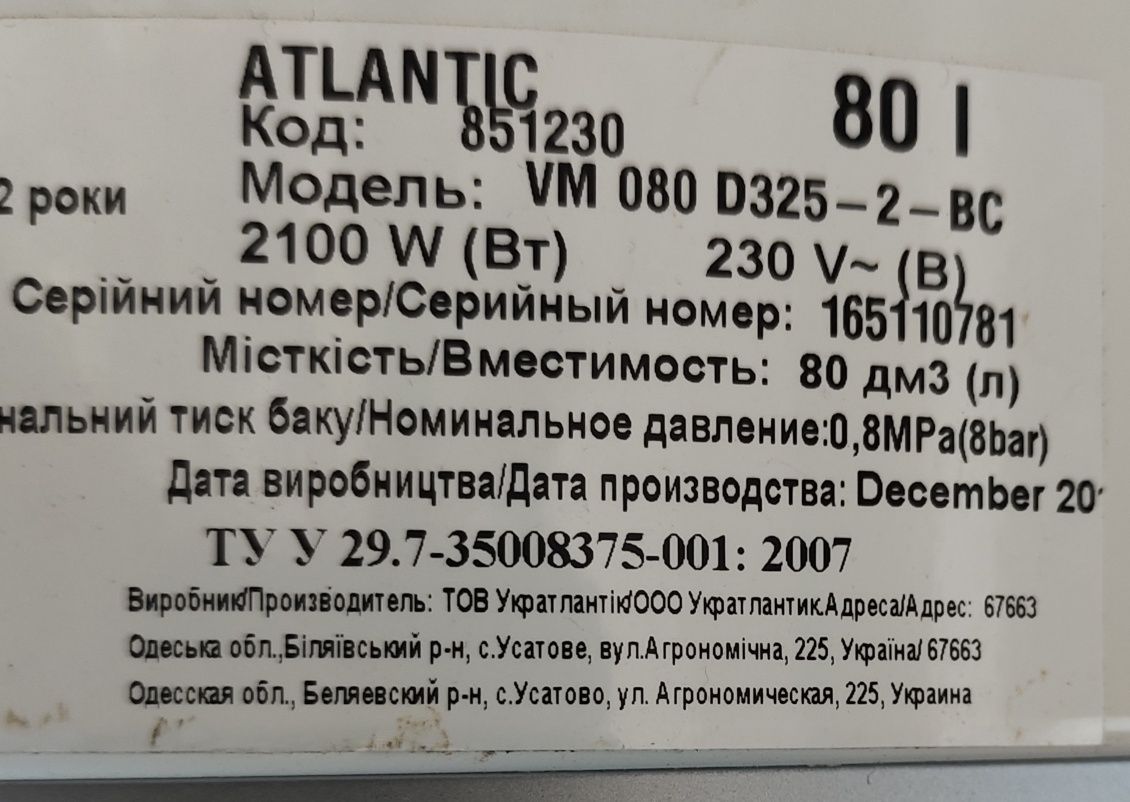 ATLANTIC 80 l
Код: 851230
2 роки Модель: VM 080 D325-2-BC
2100 W (Вт) 230 V~ (В)
Серійний номер/Серийный номер: 165110781
Місткість/Вместимость: 80 дм3 (л)
нальний тиск баку/Номинальное давление:0,8MPa(8bar)
Дата виробництва/Дата производства: December 20
ТУ У 29.7-35008375-001: 2007
Виробник/Производитель: ТОВ Укратлантік/ООО Укратлантик.Адреса/Адрес: 67663
Одеська обл.,Біляївський р-н, с.Усатове, вул.Агрономічна, 225, Україна/ 67663
Одесская обл., Беляевский р-н, с.Усатово, ул. Агрономическая, 225, Украина